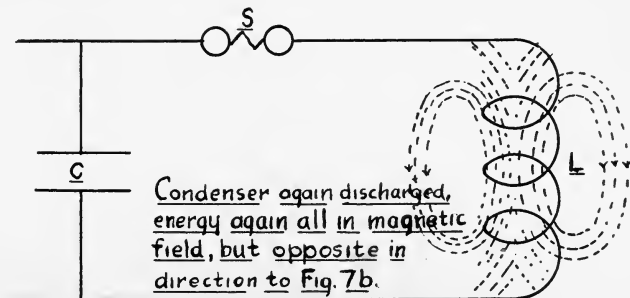 S
C
L
Condenser again discharged,
energy again all in magnetic
field, but opposite in
direction to Fig. 7b.